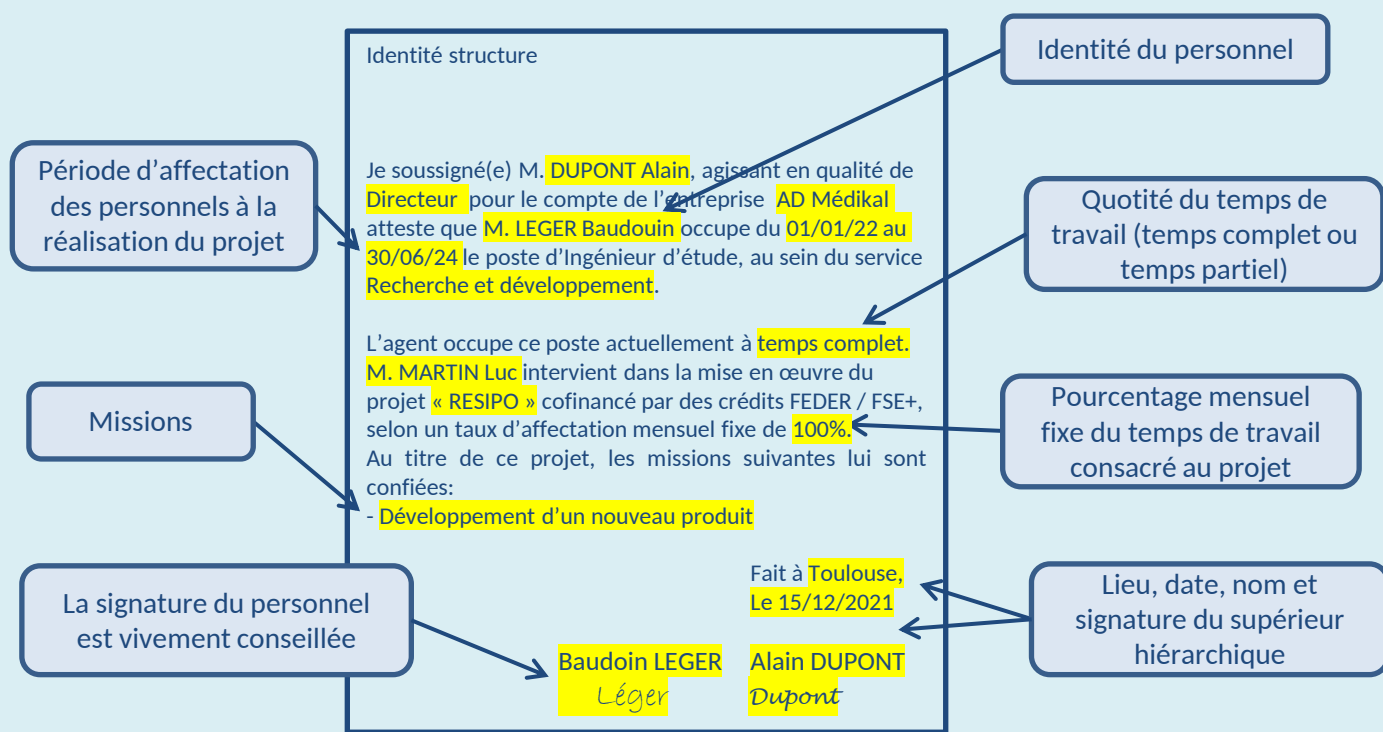 Identité structure
Identité du personnel
Période d’affectation
des personnels à la
réalisation du projet
Je soussigné(e) M. DUPONT Alain, agissant en qualité de
Directeur pour le compte de l’entreprise AD Médikal
atteste que M. LEGER Baudouin occupe du 01/01/22 au
30/06/24 le poste d’Ingénieur d’étude, au sein du service
Recherche et développement.
Quotité du temps de
travail (temps complet ou
temps partiel)
L’agent occupe ce poste actuellement à temps complet.
M. MARTIN Luc intervient dans la mise en œuvre du
projet « RESIPO » cofinancé par des crédits FEDER / FSE+,
selon un taux d’affectation mensuel fixe de 100%.
Au titre de ce projet, les missions suivantes lui sont
confiées:
- Développement d’un nouveau produit
Missions
Pourcentage mensuel
fixe du temps de travail
consacré au projet
La signature du personnel
est vivement conseillée
Fait à Toulouse,
Le 15/12/2021
Lieu, date, nom et
signature du supérieur
hiérarchique
Baudoin LEGER Alain DUPONT
Léger Dupont